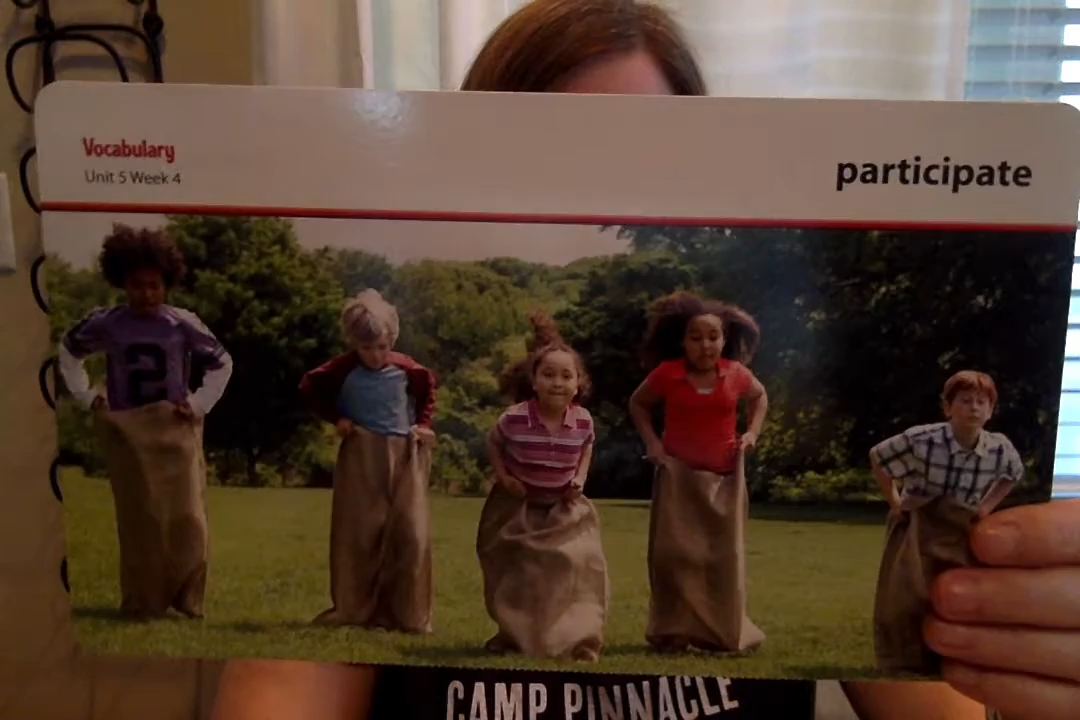 Vocabulary
Unit 5 Week 4
participate
2
CAMP PINNACLE